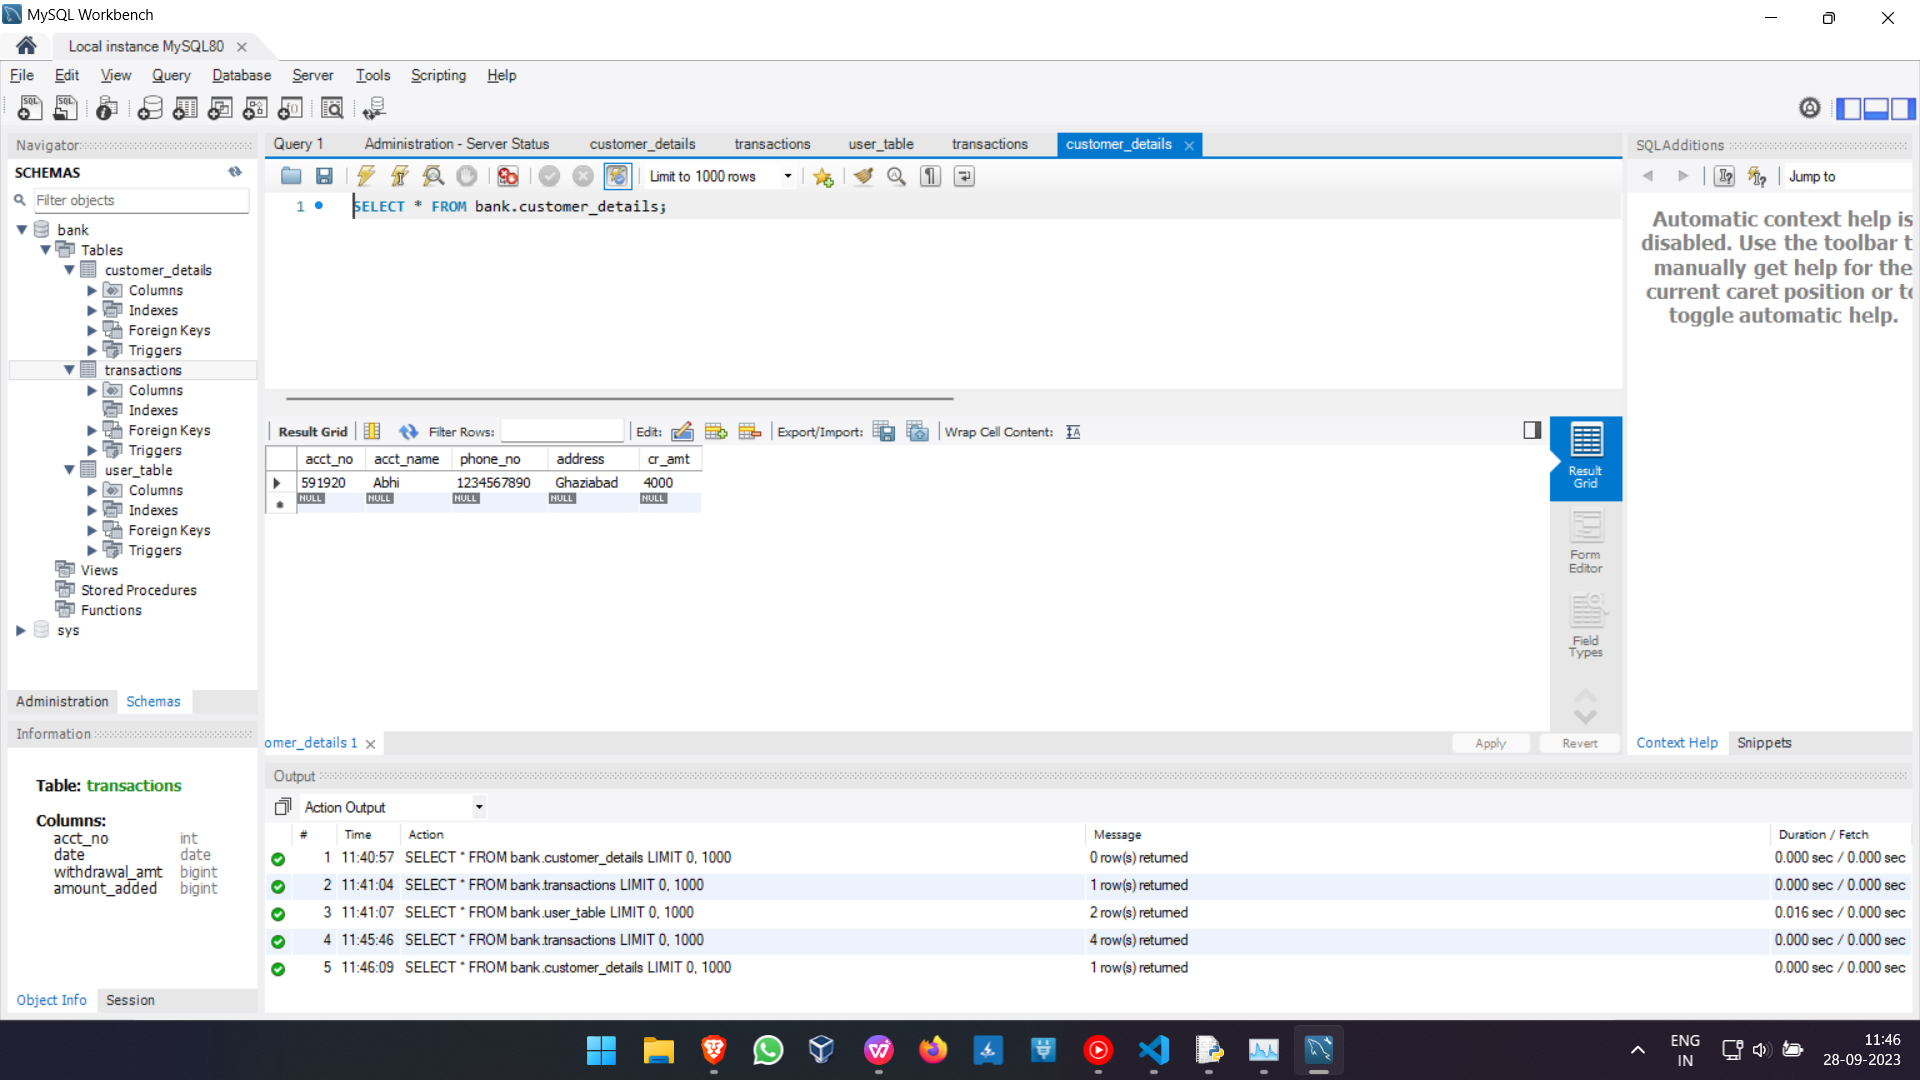 MySQL Workbench
Local instance MySQL80
File Edit View Query Database Server Tools Scripting Help
Navigator
SCHEMAS
Filter objects
bank
Tables
customer_details
Columns
Indexes
Foreign Keys
Triggers
transactions
Columns
Indexes
Foreign Keys
Triggers
user_table
Columns
Indexes
Foreign Keys
Triggers
Views
Stored Procedures
Functions
sys
Administration Schemas
Information
Table: transactions
Columns:
acct_no int
date date
withdrawal_amt bigint
amount_added bigint
Object Info Session
Query 1 Administration - Server Status customer_details transactions user_table transactions customer_details
Limit to 1000 rows
1 SELECT * FROM bank.customer_details;
Result Grid Filter Rows: Edit: Export/Import: Wrap Cell Content:
acct_no acct_name phone_no address cr_amt
591920 Abhi 1234567890 Ghaziabad 4000
NULL NULL NULL NULL NULL
Result
Grid
Form
Editor
Field
Types
omer_details 1
Apply Revert
SQLAdditions
Jump to
Automatic context help is
disabled. Use the toolbar t
manually get help for the
current caret position or to
toggle automatic help.
Context Help Snippets
Output
Action Output
# Time Action Message Duration / Fetch
1 11:40:57 SELECT * FROM bank.customer_details LIMIT 0, 1000 0 row(s) returned 0.000 sec / 0.000 sec
2 11:41:04 SELECT * FROM bank.transactions LIMIT 0, 1000 1 row(s) returned 0.000 sec / 0.000 sec
3 11:41:07 SELECT * FROM bank.user_table LIMIT 0, 1000 2 row(s) returned 0.016 sec / 0.000 sec
4 11:45:46 SELECT * FROM bank.transactions LIMIT 0, 1000 4 row(s) returned 0.000 sec / 0.000 sec
5 11:46:09 SELECT * FROM bank.customer_details LIMIT 0, 1000 1 row(s) returned 0.000 sec / 0.000 sec
ENG
IN
11:46
28-09-2023